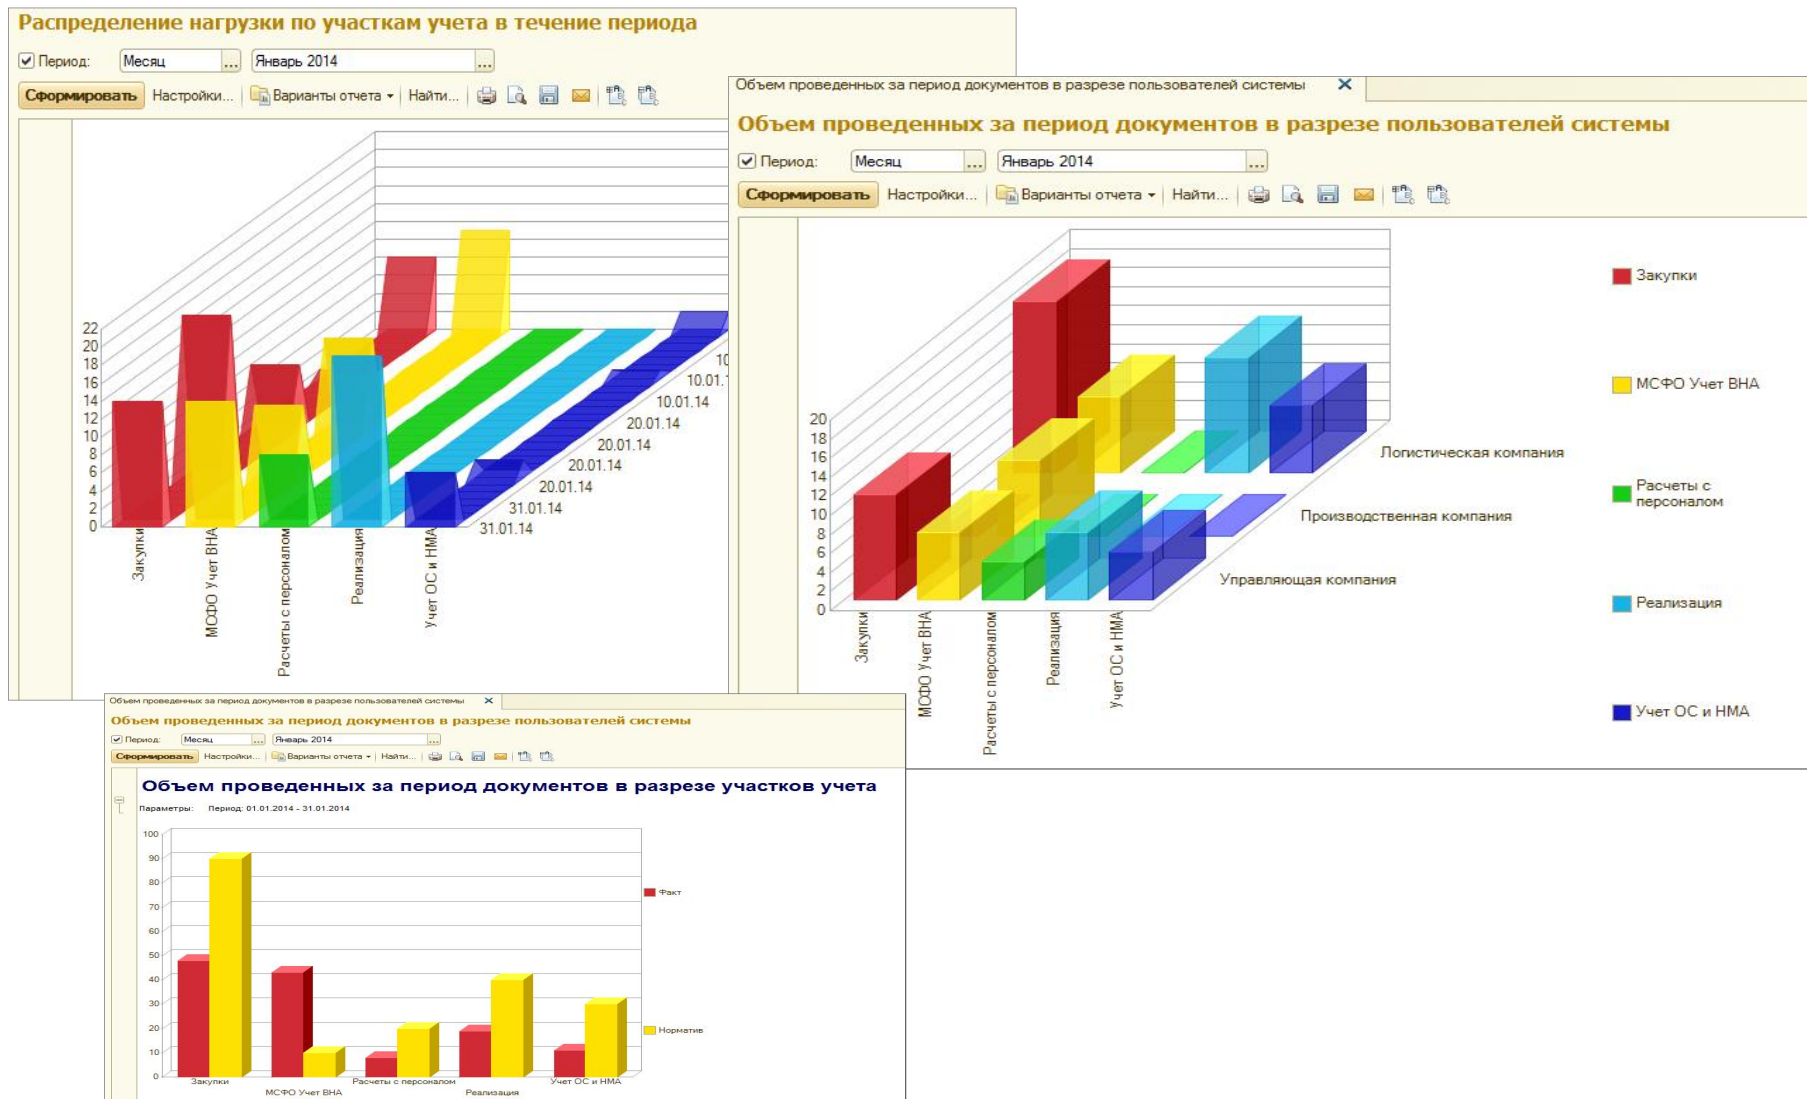 Распределение нагрузки по участкам учета в течение периода
Период: Месяц ... Январь 2014 ...
Сформировать Настройки... Варианты отчета Найти...
22
20
18
16
14
12
10
8
6
4
2
0
10
10.01.
10.01.14
20.01.14
20.01.14
20.01.14
31.01.14
31.01.14
Закупки
МСФО Учет ВНА
Расчеты с персоналом
Реализация
Учет ОС и НМА
Объем проведенных за период документов в разрезе пользователей системы
Объем проведенных за период документов в разрезе пользователей системы
Период: Месяц ... Январь 2014 ...
Сформировать Настройки... Варианты отчета Найти...
20
18
16
14
12
10
8
6
4
2
0
Логистическая компания
Производственная компания
Управляющая компания
Закупки
МСФО Учет ВНА
Расчеты с персоналом
Реализация
Учет ОС и НМА
Закупки
МСФО Учет ВНА
Расчеты с
персоналом
Реализация
Учет ОС и НМА
Объем проведенных за период документов в разрезе пользователей системы
Объем проведенных за период документов в разрезе пользователей системы
Период: Месяц ... Январь 2014 ...
Сформировать Настройки... Варианты отчета Найти...
Объем проведенных за период документов в разрезе участков учета
Параметры: Период: 01.01.2014 - 31.01.2014
100
90
80
70
60
50
40
30
20
10
0
Закупки
МСФО Учет ВНА
Расчеты с персоналом
Реализация
Учет ОС и НМА
Факт
Норматив